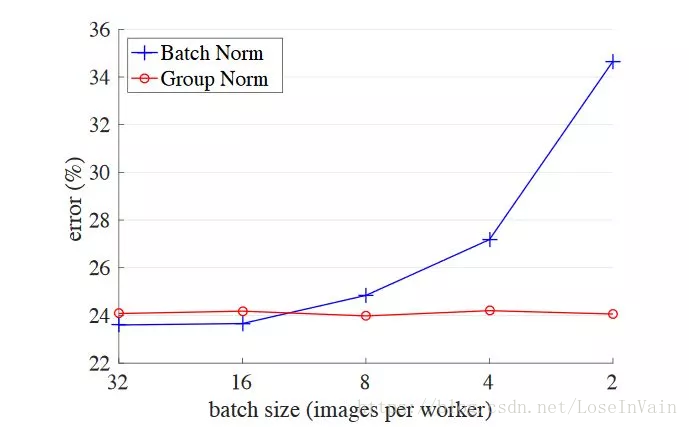 36
34
32
30
28
26
24
22
error (%)
Batch Norm
Group Norm
32 16 8 4 2
batch size (images per worker)
https://blog.csdn.net/LoseInVain